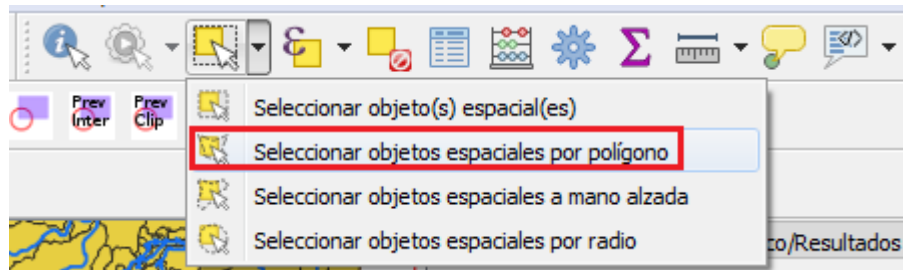 Prev Prev
Inter Clip
Seleccionar objeto(s) espacial(es)
Seleccionar objetos espaciales por polígono
Seleccionar objetos espaciales a mano alzada
Seleccionar objetos espaciales por radio
co/Resultados